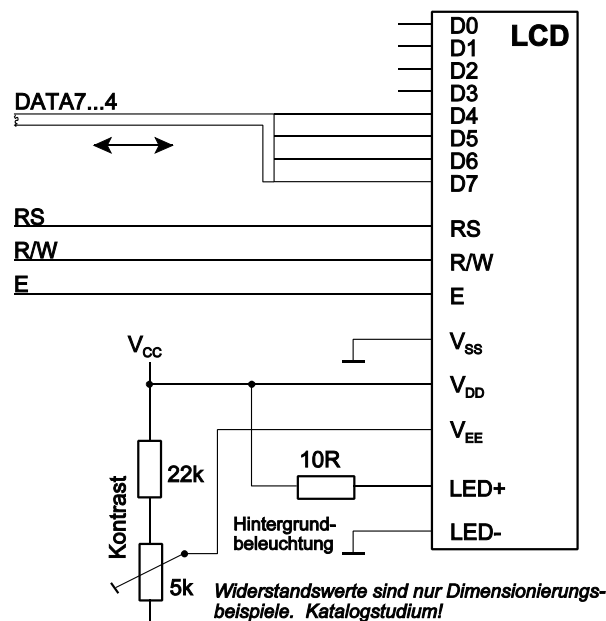 D0
LCD
D1
D2
D3
DATA7...4
D4
D5
D6
D7
RS
RS
R/W
R/W
E
E
VSS
VCC
VDD
VEE
10R
22k
LED+
Kontrast
Hintergrund-
beleuchtung
LED-
5k
Widerstandswerte sind nur Dimensionierungs-
beispiele. Katalogstudium!